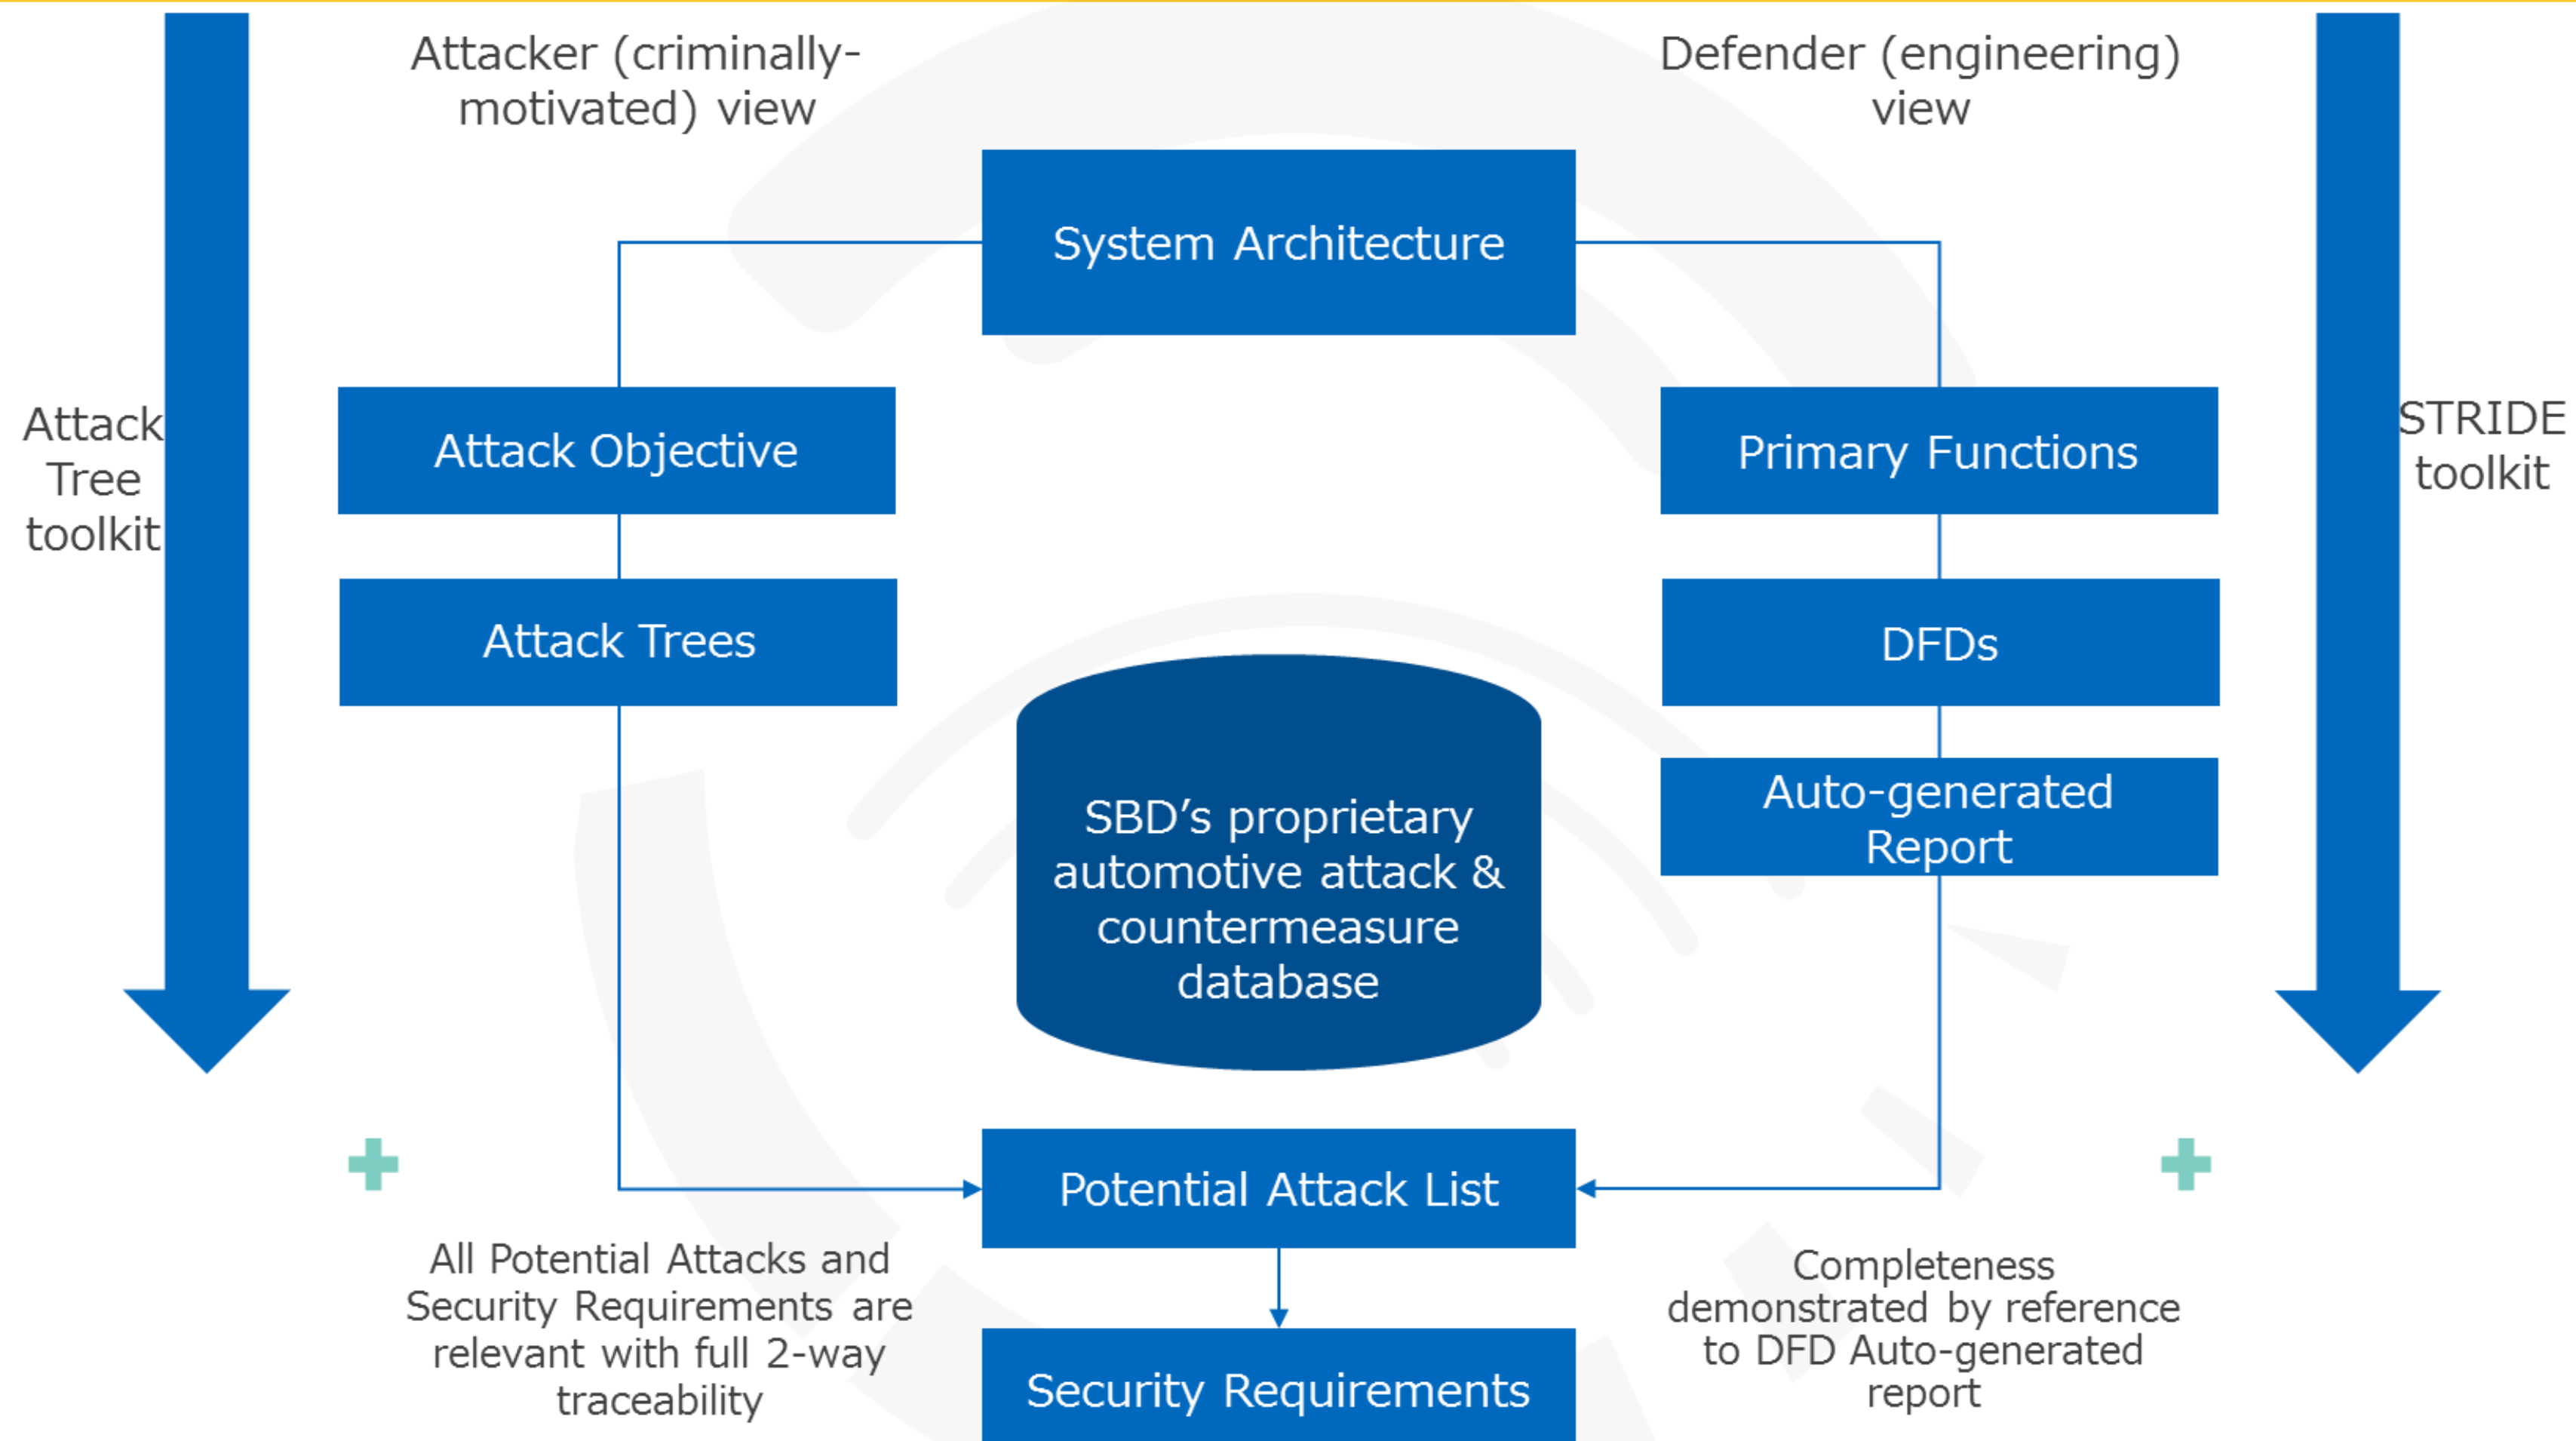 Attacker (criminally-
motivated) view
Defender (engineering)
view
System Architecture
Attack
Tree
toolkit
Attack Objective
Primary Functions
STRIDE
toolkit
Attack Trees
DFDs
Auto-generated
Report
SBD’s proprietary
automotive attack &
countermeasure
database
Potential Attack List
All Potential Attacks and
Security Requirements are
relevant with full 2-way
traceability
Completeness
demonstrated by reference
to DFD Auto-generated
report
Security Requirements